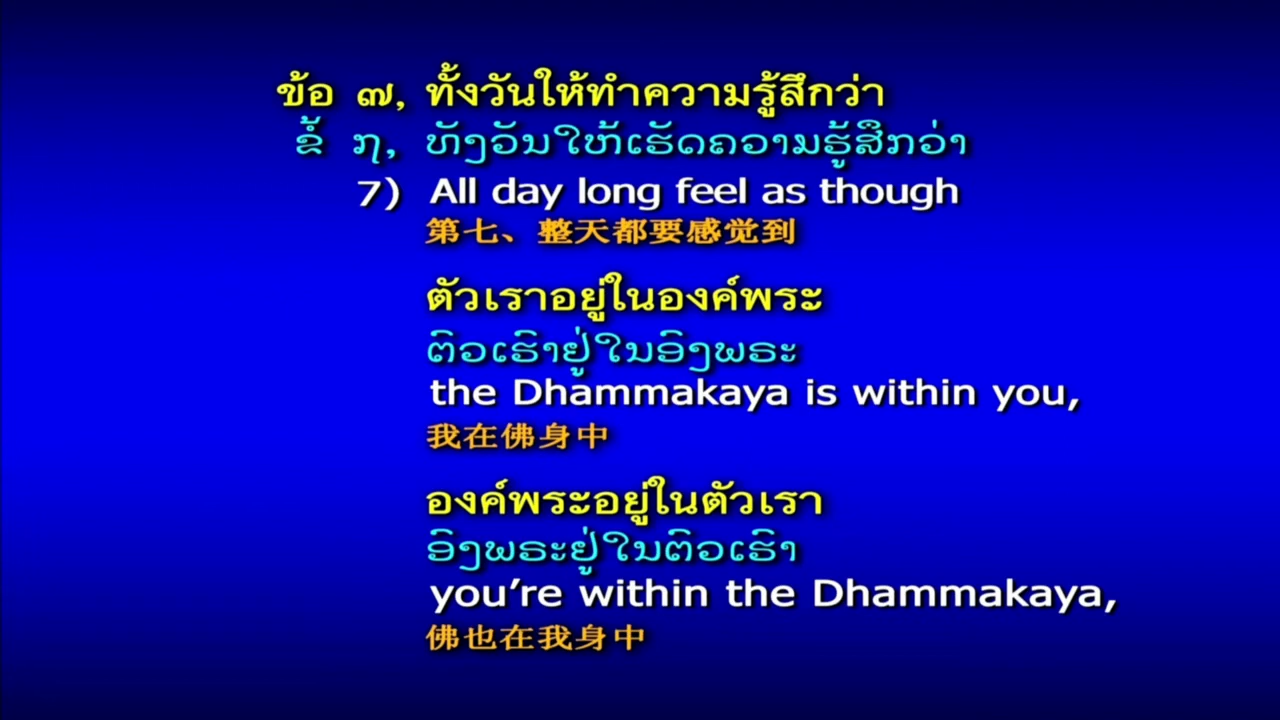 ข้อ ๗, ทั้งวันให้ทำความรู้สึกว่า
ຂໍ້ ໗, ທັງວັນໃຫ້ເຮັດຄວາມຮູ້ສຶກວ່າ
7) All day long feel as though
第七、整天都要感觉到
ตัวเราอยู่ในองค์พระ
ຕົວເຮົາຢູ່ໃນອົງພຣະ
the Dhammakaya is within you,
我在佛身中
องค์พระอยู่ในตัวเรา
ອົງພຣະຢູ່ໃນຕົວເຮົາ
you’re within the Dhammakaya,
佛也在我身中